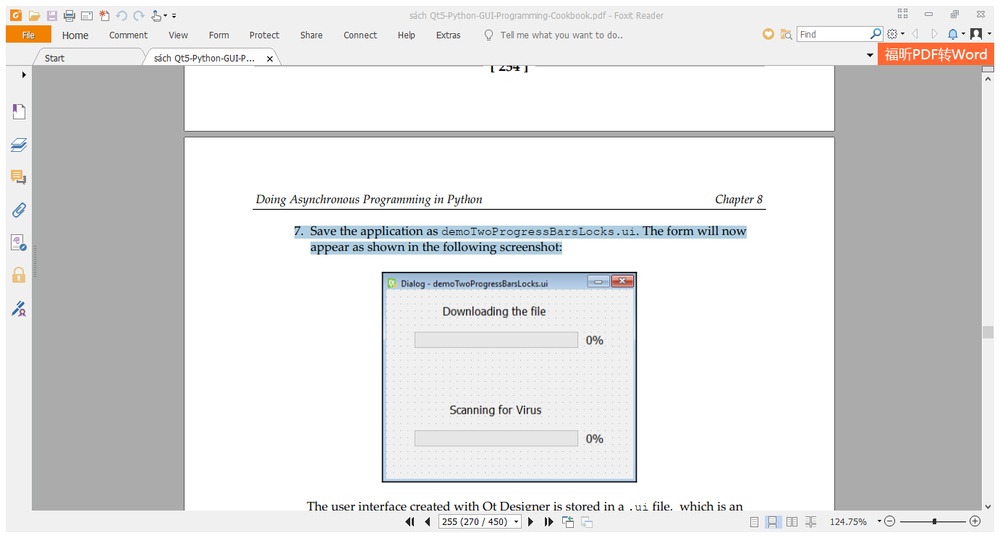 sách Qt5-Python-GUI-Programming-Cookbook.pdf - Foxit Reader
File Home Comment View Form Protect Share Connect Help Extras Tell me what you want to do.. Find
Start sách Qt5-Python-GUI-P... 福昕PDF转Word
[ 254 ]
Doing Asynchronous Programming in Python Chapter 8
7. Save the application as demoTwoProgressBarsLocks.ui. The form will now
appear as shown in the following screenshot:
Dialog - demoTwoProgressBarsLocks.ui
Downloading the file
0%
Scanning for Virus
0%
The user interface created with Qt Designer is stored in a .ui file, which is an
255 (270 / 450) 124.75%